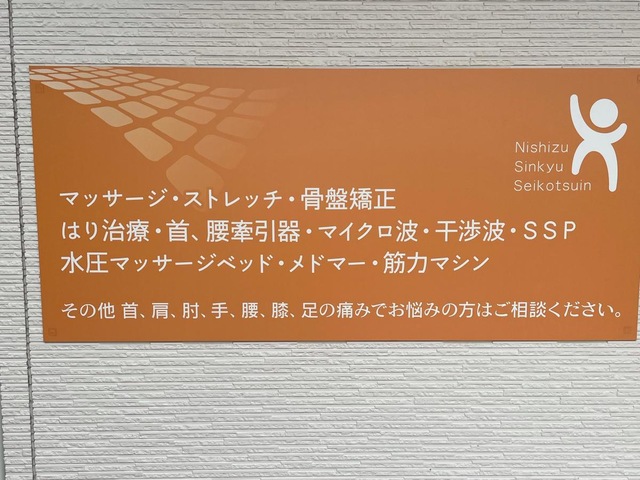 Nishizu
Sinkyu
Seikotsuin
マッサージ・ストレッチ・骨盤矯正
はり治療・首、腰牽引器・マイクロ波・干渉波・ＳＳＰ
水圧マッサージベッド・メドマー・筋力マシン
その他 首、肩、肘、手、腰、膝、足の痛みでお悩みの方はご相談ください。